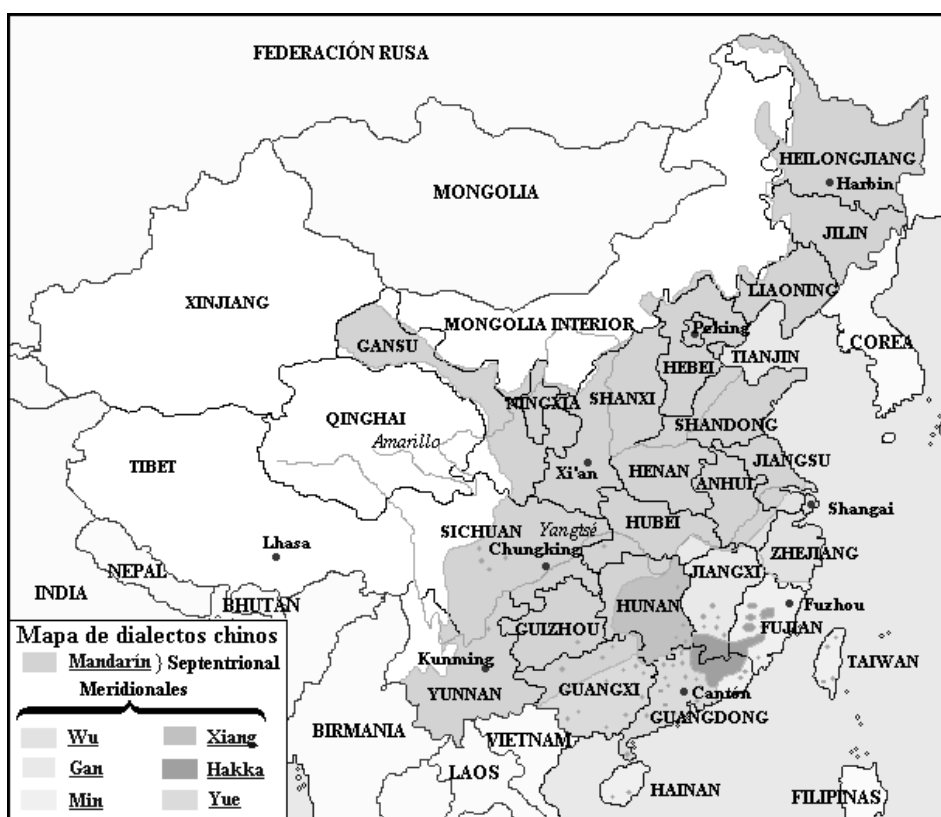 FEDERACIÓN RUSA
HEILONGJIANG
Harbin
MONGOLIA
JILIN
XINJIANG
LIAONING
MONGOLIA INTERIOR
Peking
GANSU
COREA
TIANJIN
HEBEI
NINGXIA
SHANXI
QINGHAI
SHANDONG
Amarillo
JIANGSU
TIBET
Xi'an
HENAN
ANHUI
Shangai
HUBEI
SICHUAN
Yangtsé
Lhasa
Chungking
ZHEJIANG
JIANGXI
NEPAL
INDIA
BHUTAN
HUNAN
Fuzhou
GUIZHOU
FUJIAN
Kunming
TAIWAN
YUNNAN
GUANGXI
Cantón
GUANGDONG
BIRMANIA
VIETNAM
LAOS
HAINAN
FILIPINAS
Mapa de dialectos chinos
Mandarín } Septentrional
Meridionales
Wu Xiang
Gan Hakka
Min Yue